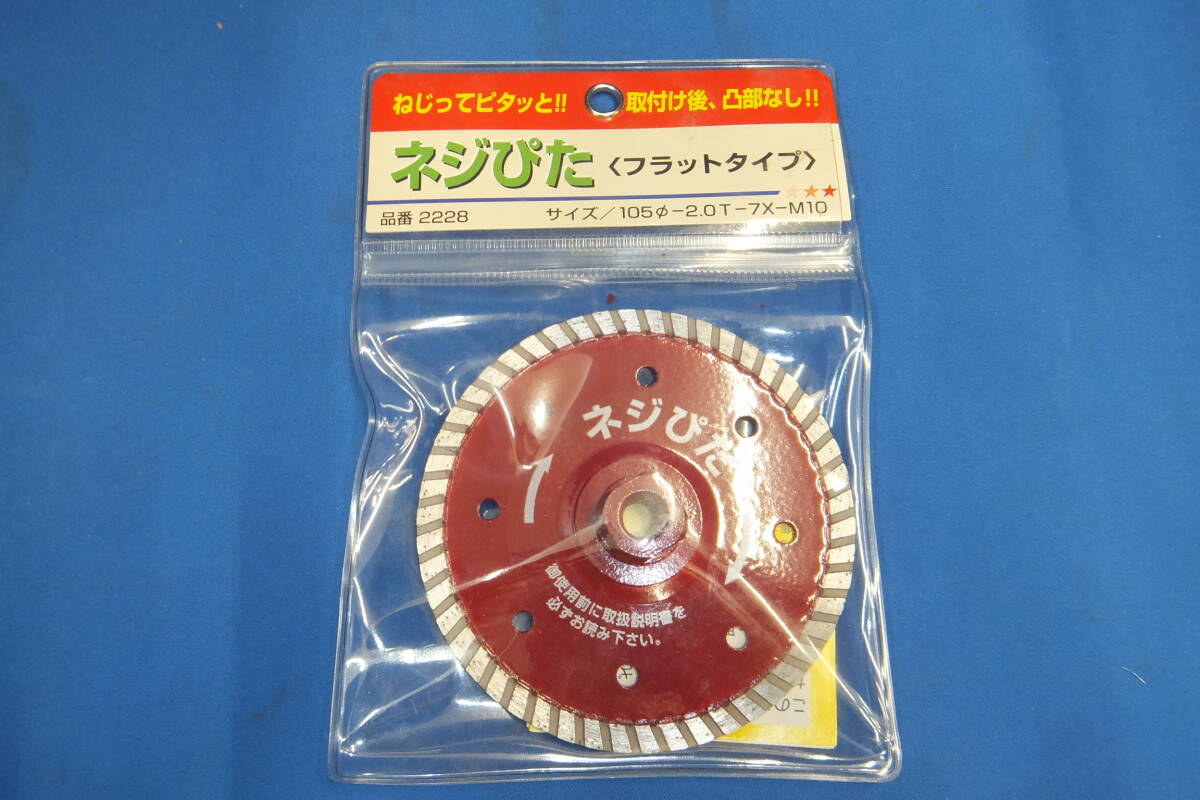 ねじってピタッと!! 取付け後、凸部なし!!
ネジぴた〈フラットタイプ〉
品番 2228 サイズ/105φ-2.0T-7X-M10
ネジぴた
御使用前に取扱説明書を
必ずお読み下さい。